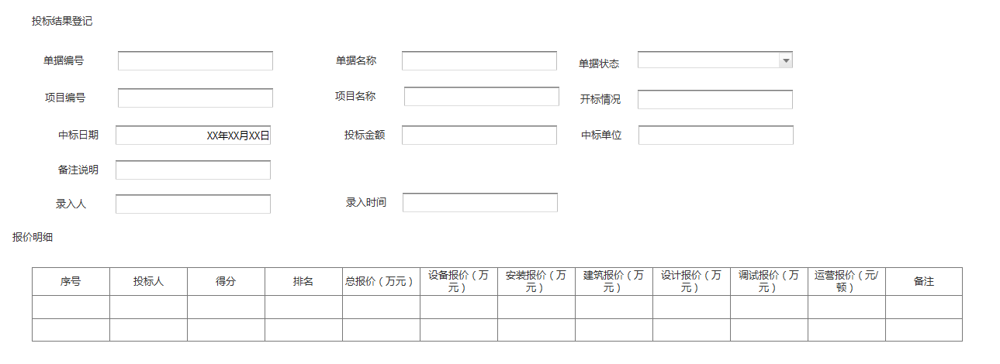 投标结果登记
单据编号
单据名称
单据状态
项目编号
项目名称
开标情况
中标日期
XX年XX月XX日
投标金额
中标单位
备注说明
录入人
录入时间
报价明细
序号
投标人
得分
排名
总报价（万元）
设备报价（万
元）
安装报价（万
元）
建筑报价（万
元）
设计报价（万
元）
调试报价（万
元）
运营报价（元/
顿）
备注